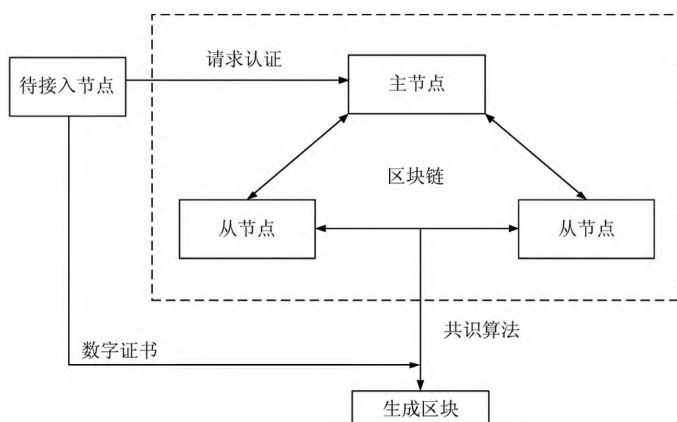 请求认证
待接入节点
主节点
区块链
从节点
从节点
共识算法
数字证书
生成区块